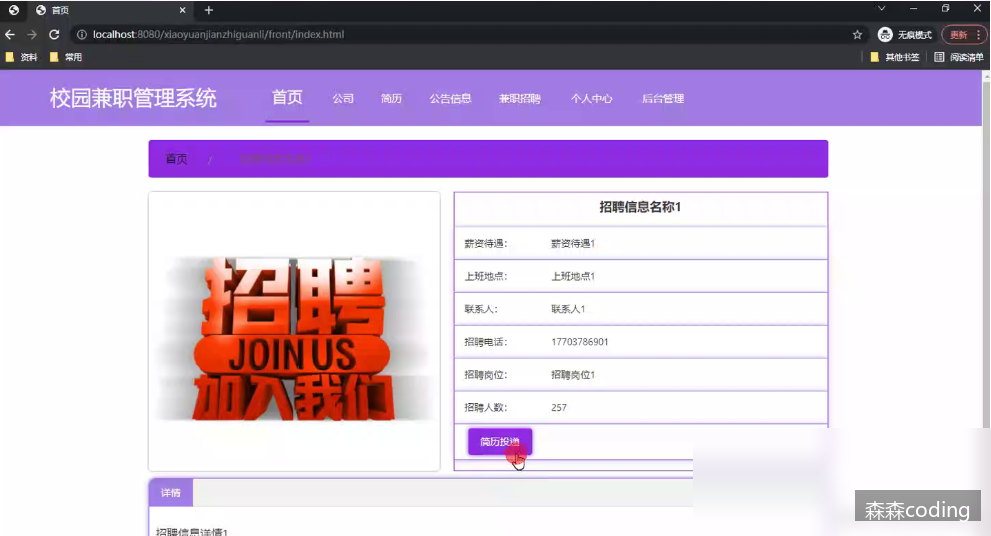 首页
localhost:8080/xiaoyuanjianzhiguanli/front/index.html
无痕模式
更新
资料
常用
其他书签
阅读清单
校园兼职管理系统
首页
公司
简历
公告信息
兼职招聘
个人中心
后台管理
首页 /
招聘信息名称1
薪资待遇: 薪资待遇1
上班地点: 上班地点1
联系人: 联系人1
招聘电话: 17703786901
招聘岗位: 招聘岗位1
招聘人数: 257
简历投递
招聘
JOIN US
加入我们
详情
招聘信息详情1
森森coding